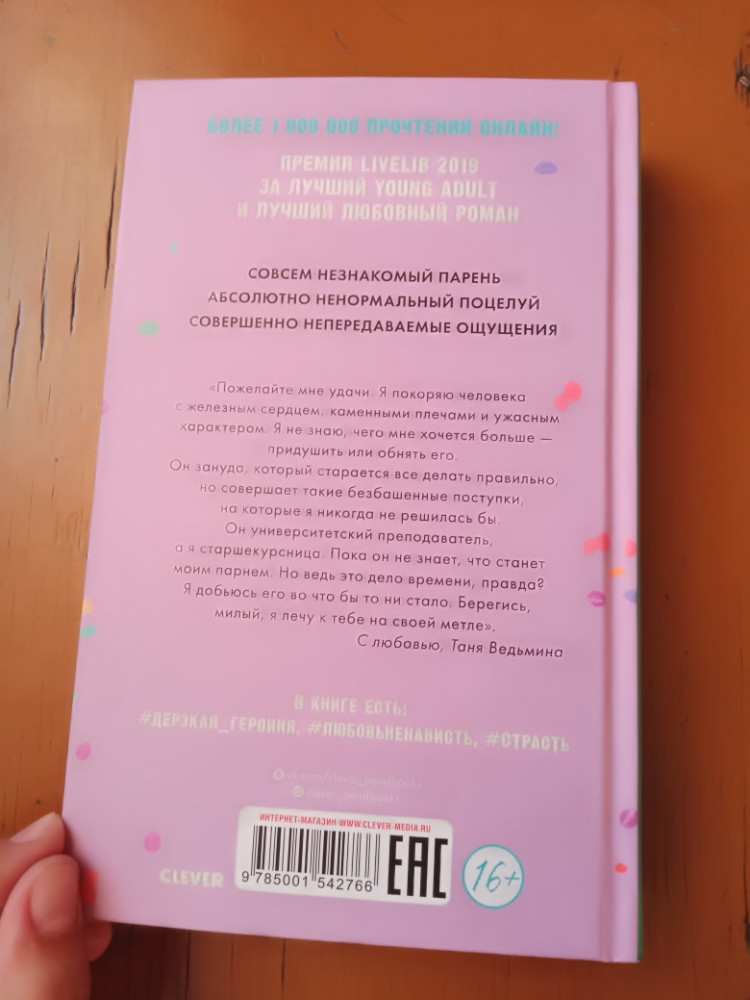 БОЛЕЕ 1 000 000 ПРОЧТЕНИЙ ОНЛАЙН!
ПРЕМИЯ LIVELIB 2019
ЗА ЛУЧШИЙ YOUNG ADULT
И ЛУЧШИЙ ЛЮБОВНЫЙ РОМАН
СОВСЕМ НЕЗНАКОМЫЙ ПАРЕНЬ
АБСОЛЮТНО НЕНОРМАЛЬНЫЙ ПОЦЕЛУЙ
СОВЕРШЕННО НЕПЕРЕДАВАЕМЫЕ ОЩУЩЕНИЯ
«Пожелайте мне удачи. Я покоряю человека
с железным сердцем, каменными плечами и ужасным
характером. Я не знаю, чего мне хочется больше —
придушить или обнять его.
Он зануда, который старается все делать правильно,
но совершает такие безбашенные поступки,
на которые я никогда не решилась бы.
Он университетский преподаватель,
а я старшекурсница. Пока он не знает, что станет
моим парнем. Но ведь это дело времени, правда?
Я добьюсь его во что бы то ни стало. Берегись,
милый, я лечу к тебе на своей метле».
С любовью, Таня Ведьмина
В КНИГЕ ЕСТЬ:
#ДЕРЗКАЯ_ГЕРОИНЯ, #ЛЮБОВЬНЕНАВИСТЬ, #СТРАСТЬ
vk.com/clever_trendbooks
clever_trendbooks
ИНТЕРНЕТ-МАГАЗИН WWW.CLEVER-MEDIA.RU
9 785001 542766
EAC
16+
CLEVER